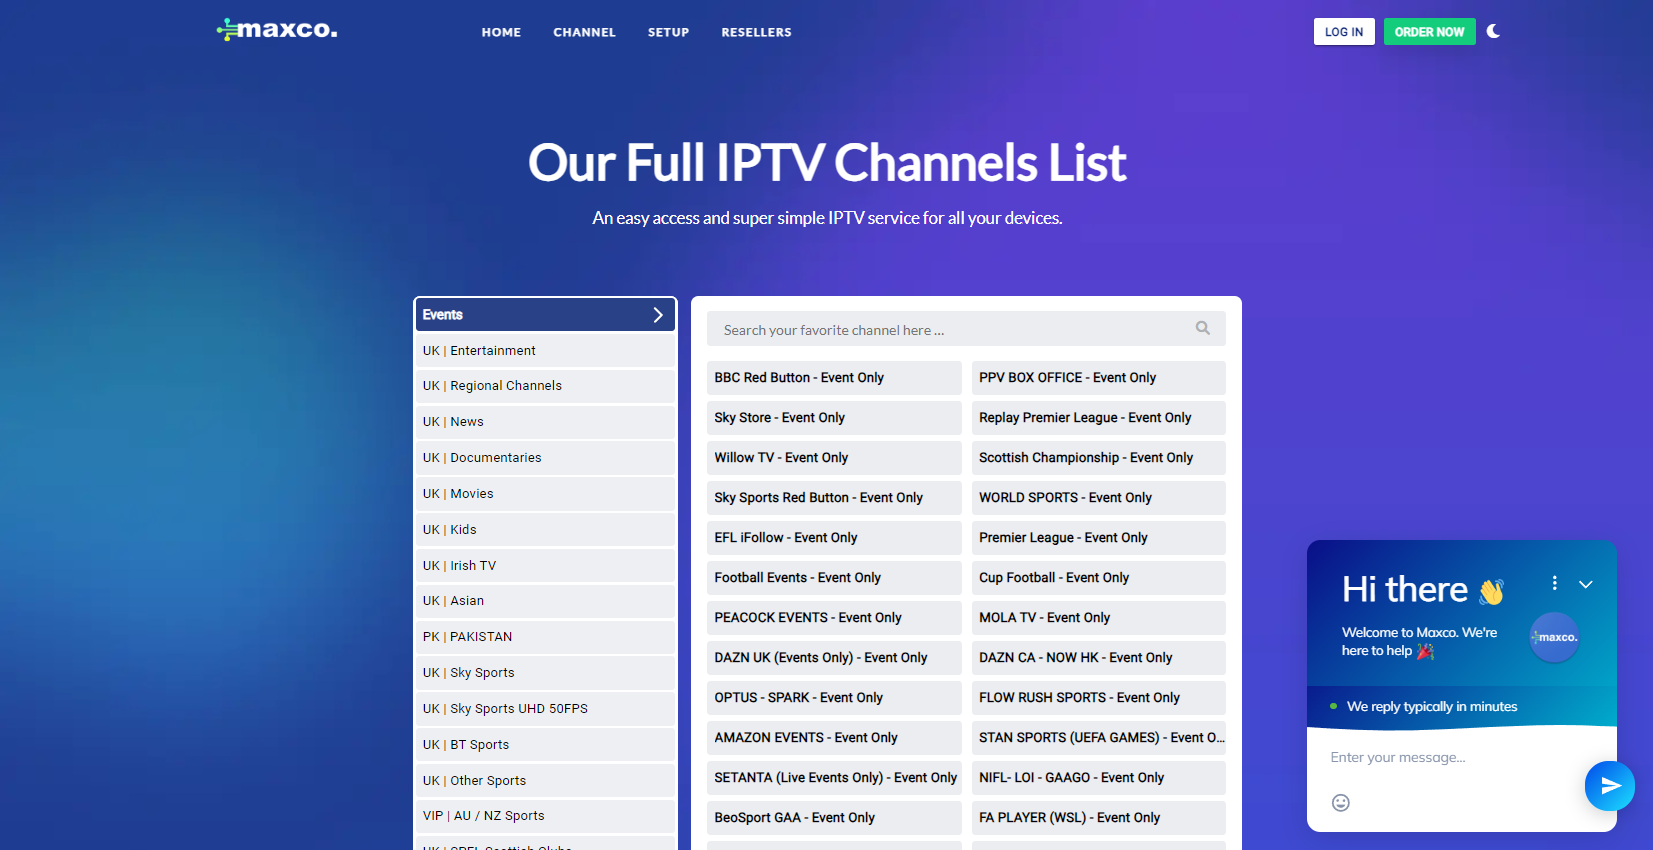 maxco.
HOME
CHANNEL
SETUP
RESELLERS
LOG IN
ORDER NOW
Our Full IPTV Channels List
An easy access and super simple IPTV service for all your devices.
Events
UK | Entertainment
UK | Regional Channels
UK | News
UK | Documentaries
UK | Movies
UK | Kids
UK | Irish TV
UK | Asian
PK | PAKISTAN
UK | Sky Sports
UK | Sky Sports UHD 50FPS
UK | BT Sports
UK | Other Sports
VIP | AU / NZ Sports
UK | SPFL Scottish Clubs
Search your favorite channel here ...
BBC Red Button - Event Only
PPV BOX OFFICE - Event Only
Sky Store - Event Only
Replay Premier League - Event Only
Willow TV - Event Only
Scottish Championship - Event Only
Sky Sports Red Button - Event Only
WORLD SPORTS - Event Only
EFL iFollow - Event Only
Premier League - Event Only
Football Events - Event Only
Cup Football - Event Only
PEACOCK EVENTS - Event Only
MOLA TV - Event Only
DAZN UK (Events Only) - Event Only
DAZN CA - NOW HK - Event Only
OPTUS - SPARK - Event Only
FLOW RUSH SPORTS - Event Only
AMAZON EVENTS - Event Only
STAN SPORTS (UEFA GAMES) - Event O...
SETANTA (Live Events Only) - Event Only
NIFL- LOI - GAAGO - Event Only
BeoSport GAA - Event Only
FA PLAYER (WSL) - Event Only
Hi there 👋
Welcome to Maxco. We're
here to help 🎉
maxco.
We reply typically in minutes
Enter your message...